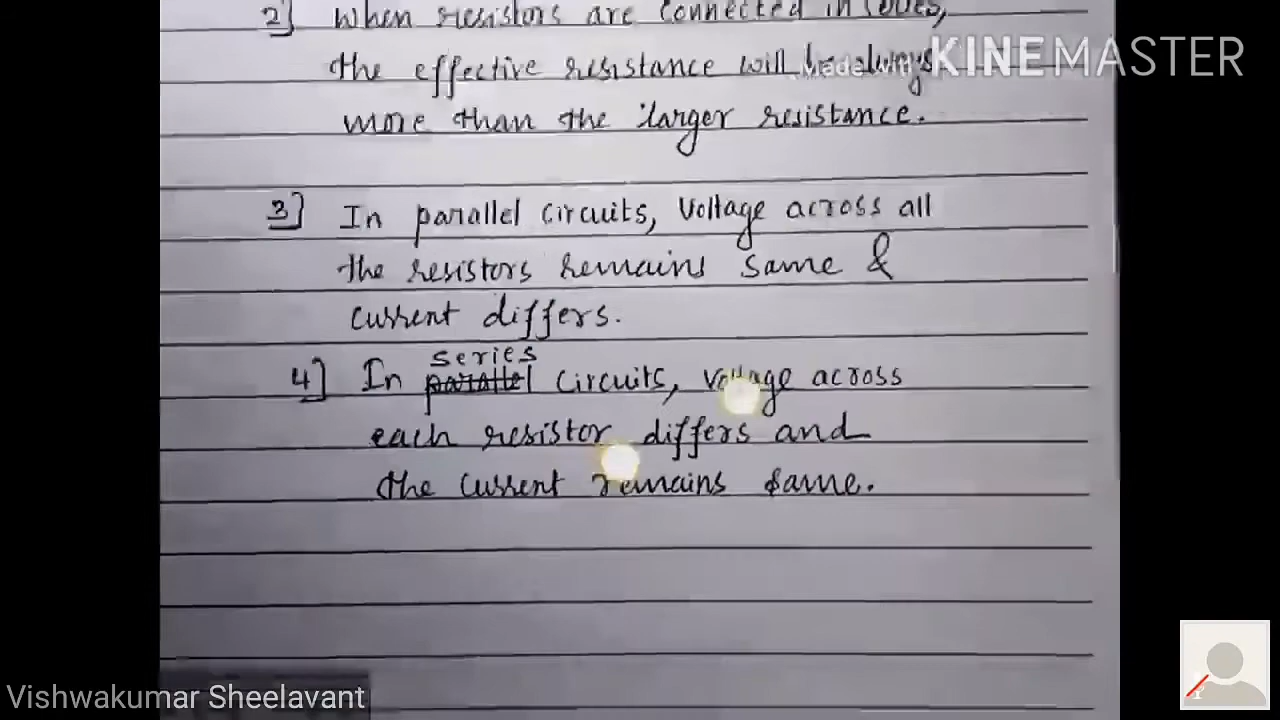 2] When resistors are connected in series,
the effective resistance will be always
Made with KINEMASTER
more than the larger resistance.
3] In parallel circuits, Voltage across all
the resistors remains same &
current differs.
series
4] In parallel circuits, voltage across
each resistor differs and
the current remains same.
Vishwakumar Sheelavant